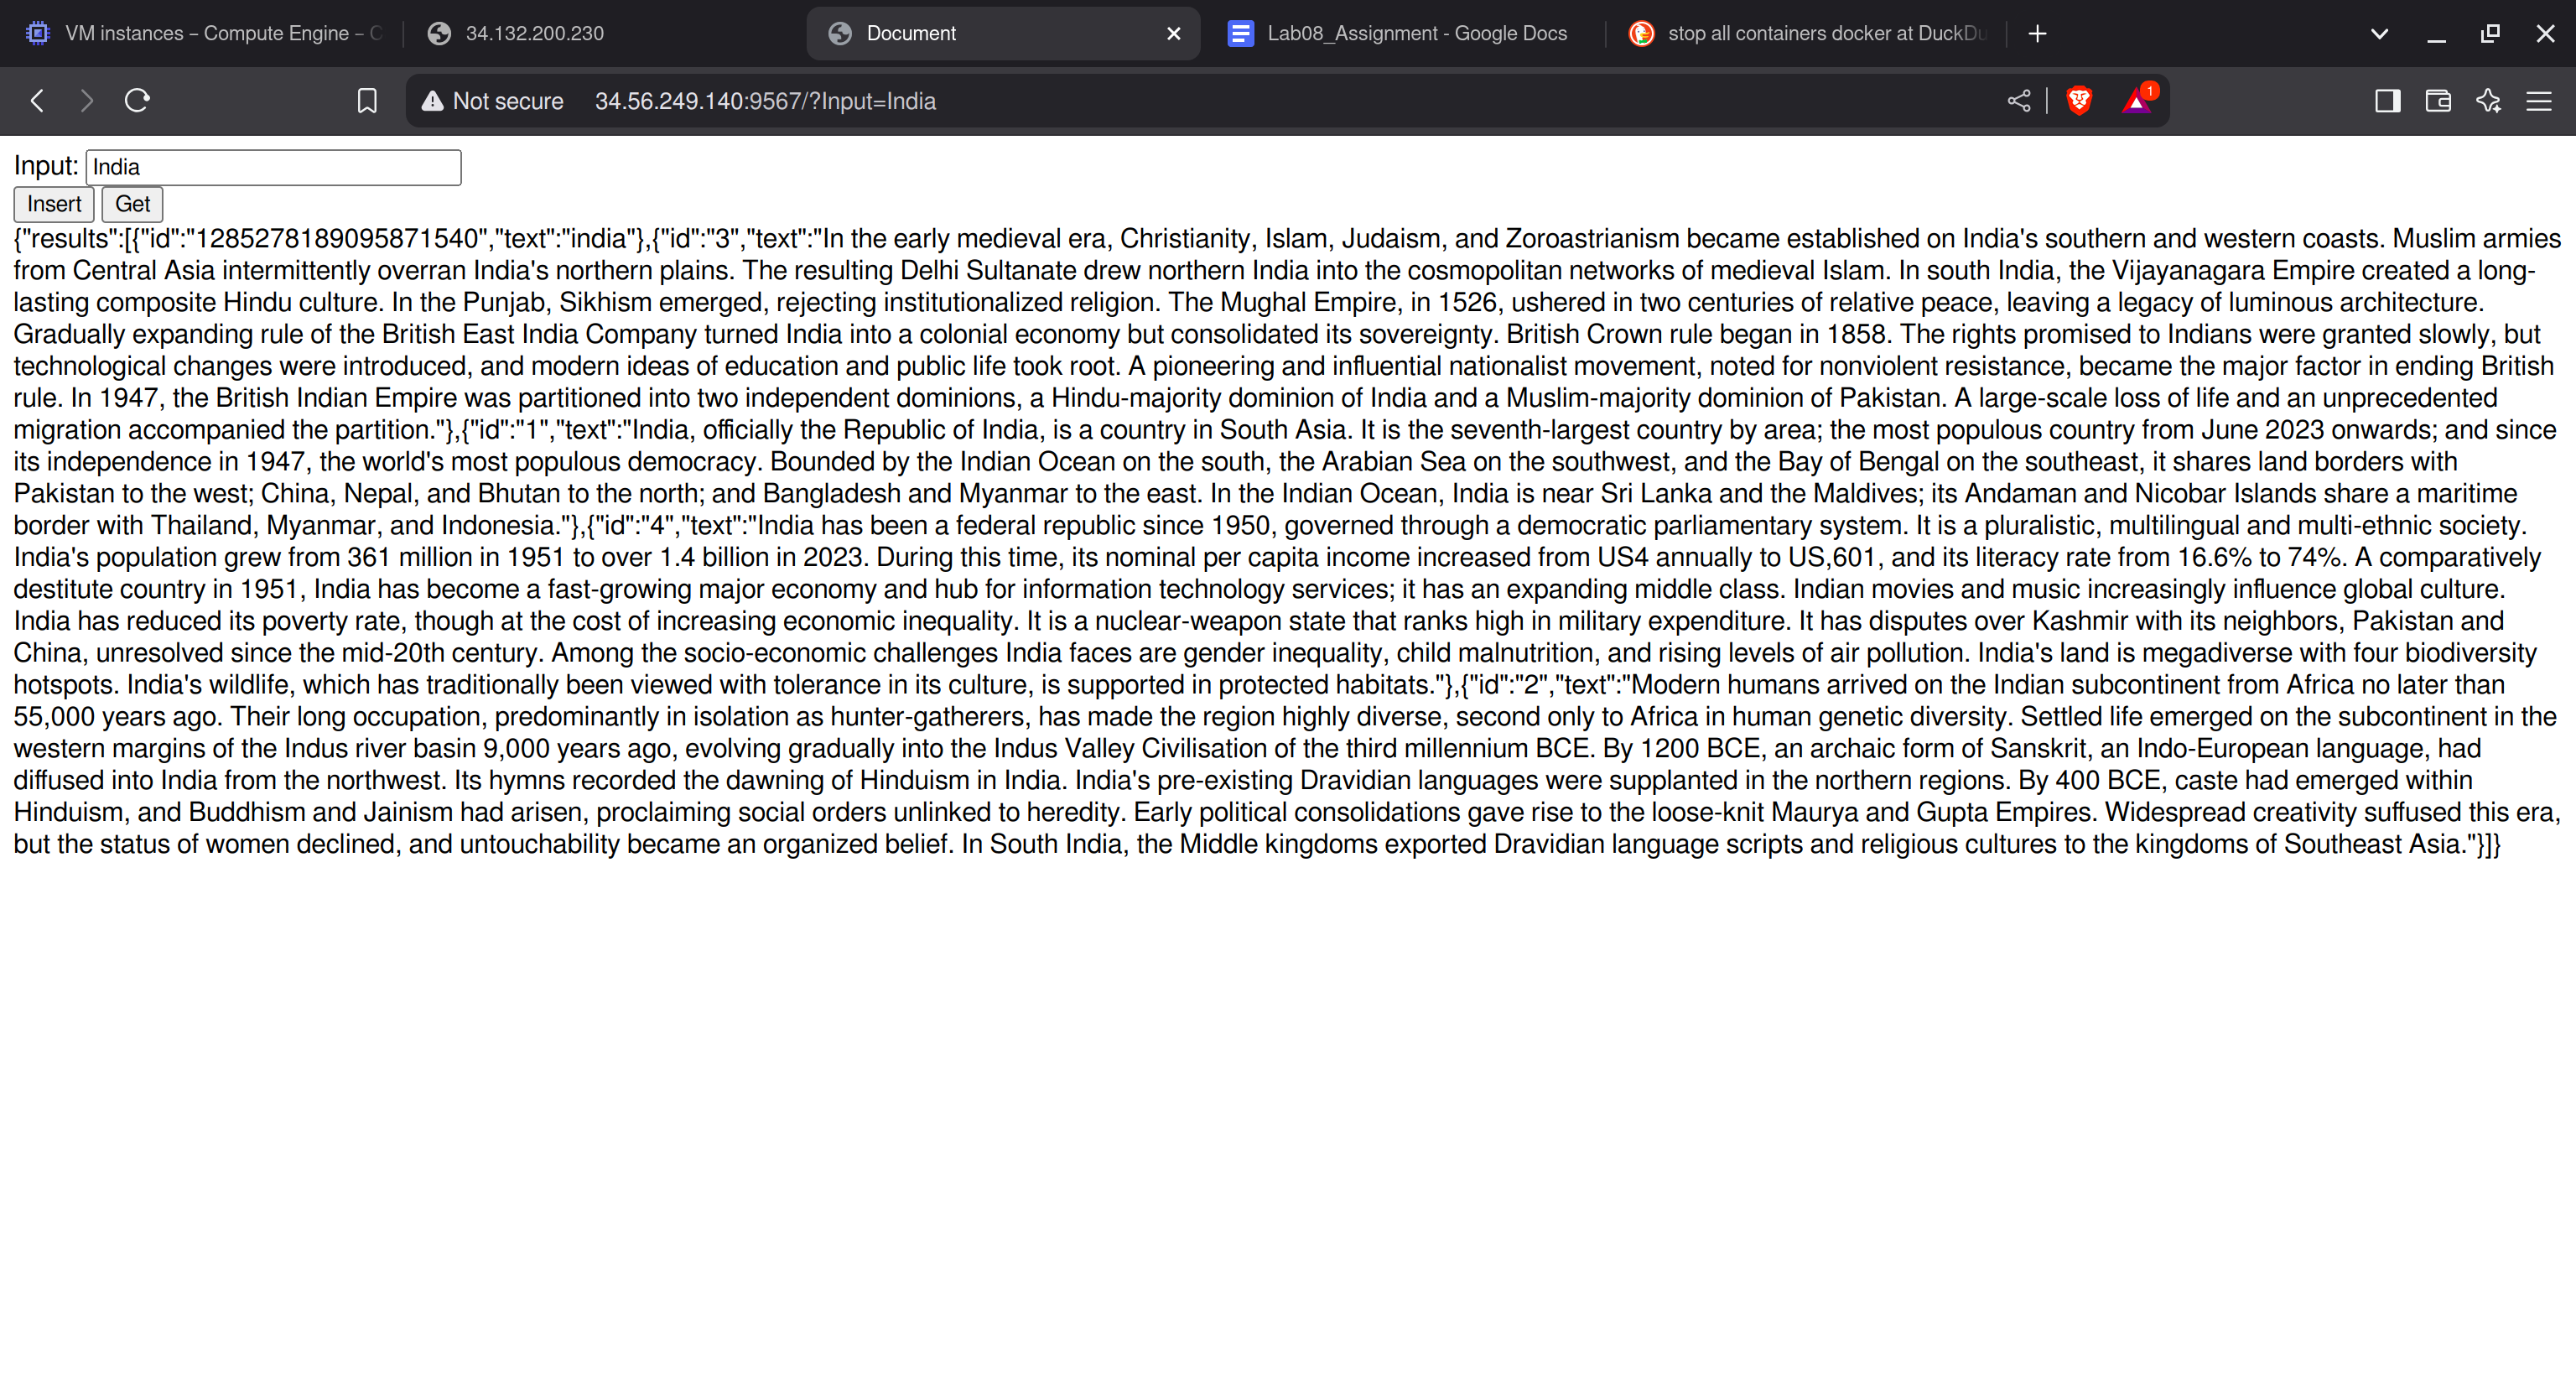 VM instances – Compute Engine – C
34.132.200.230
Document
Lab08_Assignment - Google Docs
stop all containers docker at DuckDu
Not secure 34.56.249.140:9567/?Input=India
1
Input: India
Insert Get
{"results":[{"id":"1285278189095871540","text":"india"},{"id":"3","text":"In the early medieval era, Christianity, Islam, Judaism, and Zoroastrianism became established on India's southern and western coasts. Muslim armies
from Central Asia intermittently overran India's northern plains. The resulting Delhi Sultanate drew northern India into the cosmopolitan networks of medieval Islam. In south India, the Vijayanagara Empire created a long-
lasting composite Hindu culture. In the Punjab, Sikhism emerged, rejecting institutionalized religion. The Mughal Empire, in 1526, ushered in two centuries of relative peace, leaving a legacy of luminous architecture.
Gradually expanding rule of the British East India Company turned India into a colonial economy but consolidated its sovereignty. British Crown rule began in 1858. The rights promised to Indians were granted slowly, but
technological changes were introduced, and modern ideas of education and public life took root. A pioneering and influential nationalist movement, noted for nonviolent resistance, became the major factor in ending British
rule. In 1947, the British Indian Empire was partitioned into two independent dominions, a Hindu-majority dominion of India and a Muslim-majority dominion of Pakistan. A large-scale loss of life and an unprecedented
migration accompanied the partition."},{"id":"1","text":"India, officially the Republic of India, is a country in South Asia. It is the seventh-largest country by area; the most populous country from June 2023 onwards; and since
its independence in 1947, the world's most populous democracy. Bounded by the Indian Ocean on the south, the Arabian Sea on the southwest, and the Bay of Bengal on the southeast, it shares land borders with
Pakistan to the west; China, Nepal, and Bhutan to the north; and Bangladesh and Myanmar to the east. In the Indian Ocean, India is near Sri Lanka and the Maldives; its Andaman and Nicobar Islands share a maritime
border with Thailand, Myanmar, and Indonesia."},{"id":"4","text":"India has been a federal republic since 1950, governed through a democratic parliamentary system. It is a pluralistic, multilingual and multi-ethnic society.
India's population grew from 361 million in 1951 to over 1.4 billion in 2023. During this time, its nominal per capita income increased from US4 annually to US,601, and its literacy rate from 16.6% to 74%. A comparatively
destitute country in 1951, India has become a fast-growing major economy and hub for information technology services; it has an expanding middle class. Indian movies and music increasingly influence global culture.
India has reduced its poverty rate, though at the cost of increasing economic inequality. It is a nuclear-weapon state that ranks high in military expenditure. It has disputes over Kashmir with its neighbors, Pakistan and
China, unresolved since the mid-20th century. Among the socio-economic challenges India faces are gender inequality, child malnutrition, and rising levels of air pollution. India's land is megadiverse with four biodiversity
hotspots. India's wildlife, which has traditionally been viewed with tolerance in its culture, is supported in protected habitats."},{"id":"2","text":"Modern humans arrived on the Indian subcontinent from Africa no later than
55,000 years ago. Their long occupation, predominantly in isolation as hunter-gatherers, has made the region highly diverse, second only to Africa in human genetic diversity. Settled life emerged on the subcontinent in the
western margins of the Indus river basin 9,000 years ago, evolving gradually into the Indus Valley Civilisation of the third millennium BCE. By 1200 BCE, an archaic form of Sanskrit, an Indo-European language, had
diffused into India from the northwest. Its hymns recorded the dawning of Hinduism in India. India's pre-existing Dravidian languages were supplanted in the northern regions. By 400 BCE, caste had emerged within
Hinduism, and Buddhism and Jainism had arisen, proclaiming social orders unlinked to heredity. Early political consolidations gave rise to the loose-knit Maurya and Gupta Empires. Widespread creativity suffused this era,
but the status of women declined, and untouchability became an organized belief. In South India, the Middle kingdoms exported Dravidian language scripts and religious cultures to the kingdoms of Southeast Asia."}]}